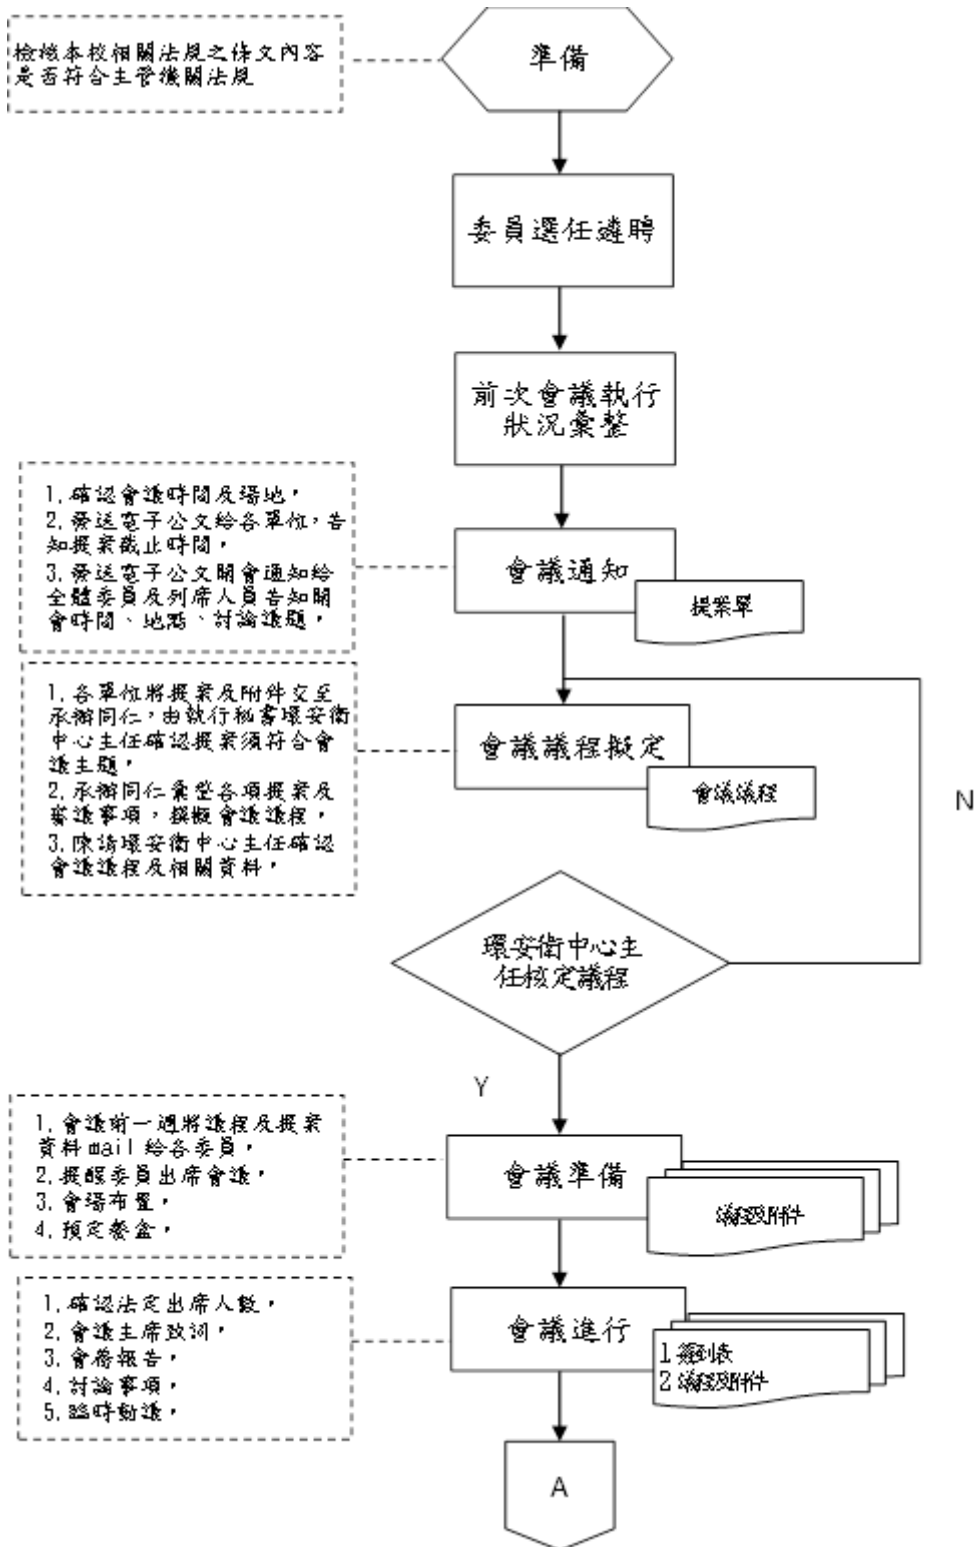 準備
檢核本校相關法規之條文內容
是否符合主管機關法規
委員選任遴聘
前次會議執行
狀況彙整
會議通知
提案單
1. 確認會議時間及場地，
2. 發送電子公文給各單位，告
知提案截止時間，
3. 發送電子公文開會通知給
全體委員及列席人員告知開
會時間、地點、討論議題，
會議議程擬定
會議議程
1. 各單位將提案及附件交至
承辦同仁，由執行秘書環安衛
中心主任確認提案須符合會
議主題，
2. 承辦同仁彙整各項提案及
審議事項，撰擬會議議程，
3. 陳請環安衛中心主任確認
會議議程及相關資料，
N
環安衛中心主
任核定議程
Y
1. 會議前一週將議程及提案
資料 mail 給各委員，
2. 提醒委員出席會議，
3. 會場布置，
4. 預定餐盒，
會議準備
議程及附件
1. 確認法定出席人數，
2. 會議主席致詞，
3. 會務報告，
4. 討論事項，
5. 臨時動議，
會議進行
1 簽到表
2 議程及附件
A